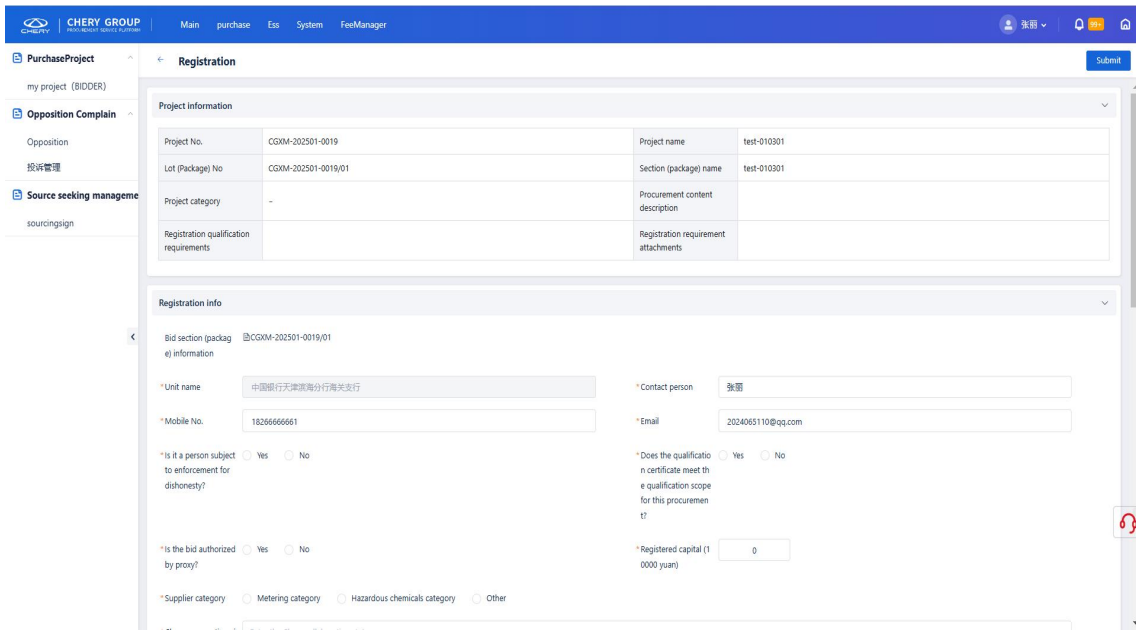 CHERY
CHERY GROUP
PROCUREMENT SERVICE PLATFORM
Main purchase Ess System FeeManager
张丽
99+
PurchaseProject
my project (BIDDER)
Opposition Complain
Opposition
投诉管理
Source seeking manageme
sourcingsign
Registration
Submit
Project information
Project No. CGXM-202501-0019 Project name test-010301
Lot (Package) No CGXM-202501-0019/01 Section (package) name test-010301
Project category - Procurement content
description
Registration qualification
requirements
Registration requirement
attachments
Registration info
Bid section (packag
e) information
CGXM-202501-0019/01
*Unit name 中国银行天津滨海分行海关支行 *Contact person 张丽
*Mobile No. 18266666661 *Email 2024065110@qq.com
*Is it a person subject
to enforcement for
dishonesty?
Yes No
*Does the qualificatio
n certificate meet th
e qualification scope
for this procuremen
t?
Yes No
*Is the bid authorized
by proxy?
Yes No
*Registered capital (1
0000 yuan)
0
*Supplier category Metering category Hazardous chemicals category Other